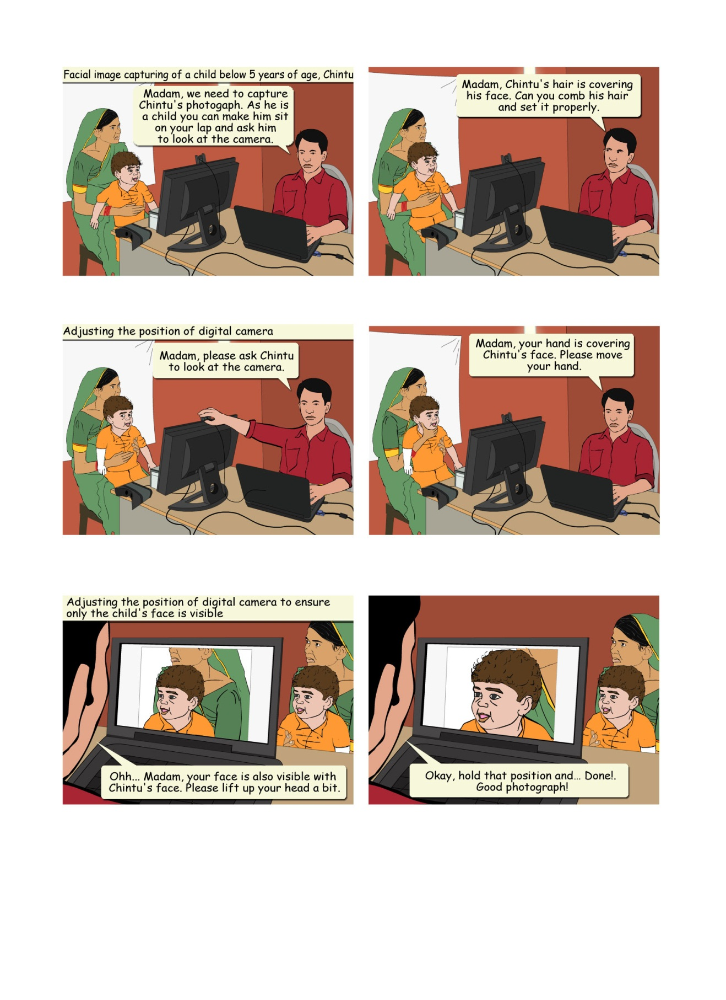 Facial image capturing of a child below 5 years of age, Chintu
Madam, we need to capture
Chintu's photogaph. As he is
a child you can make him sit
on your lap and ask him
to look at the camera.
Madam, Chintu's hair is covering
his face. Can you comb his hair
and set it properly.
Adjusting the position of digital camera
Madam, please ask Chintu
to look at the camera.
Madam, your hand is covering
Chintu's face. Please move
your hand.
Adjusting the position of digital camera to ensure
only the child's face is visible
Ohh... Madam, your face is also visible with
Chintu's face. Please lift up your head a bit.
Okay, hold that position and... Done!.
Good photograph!